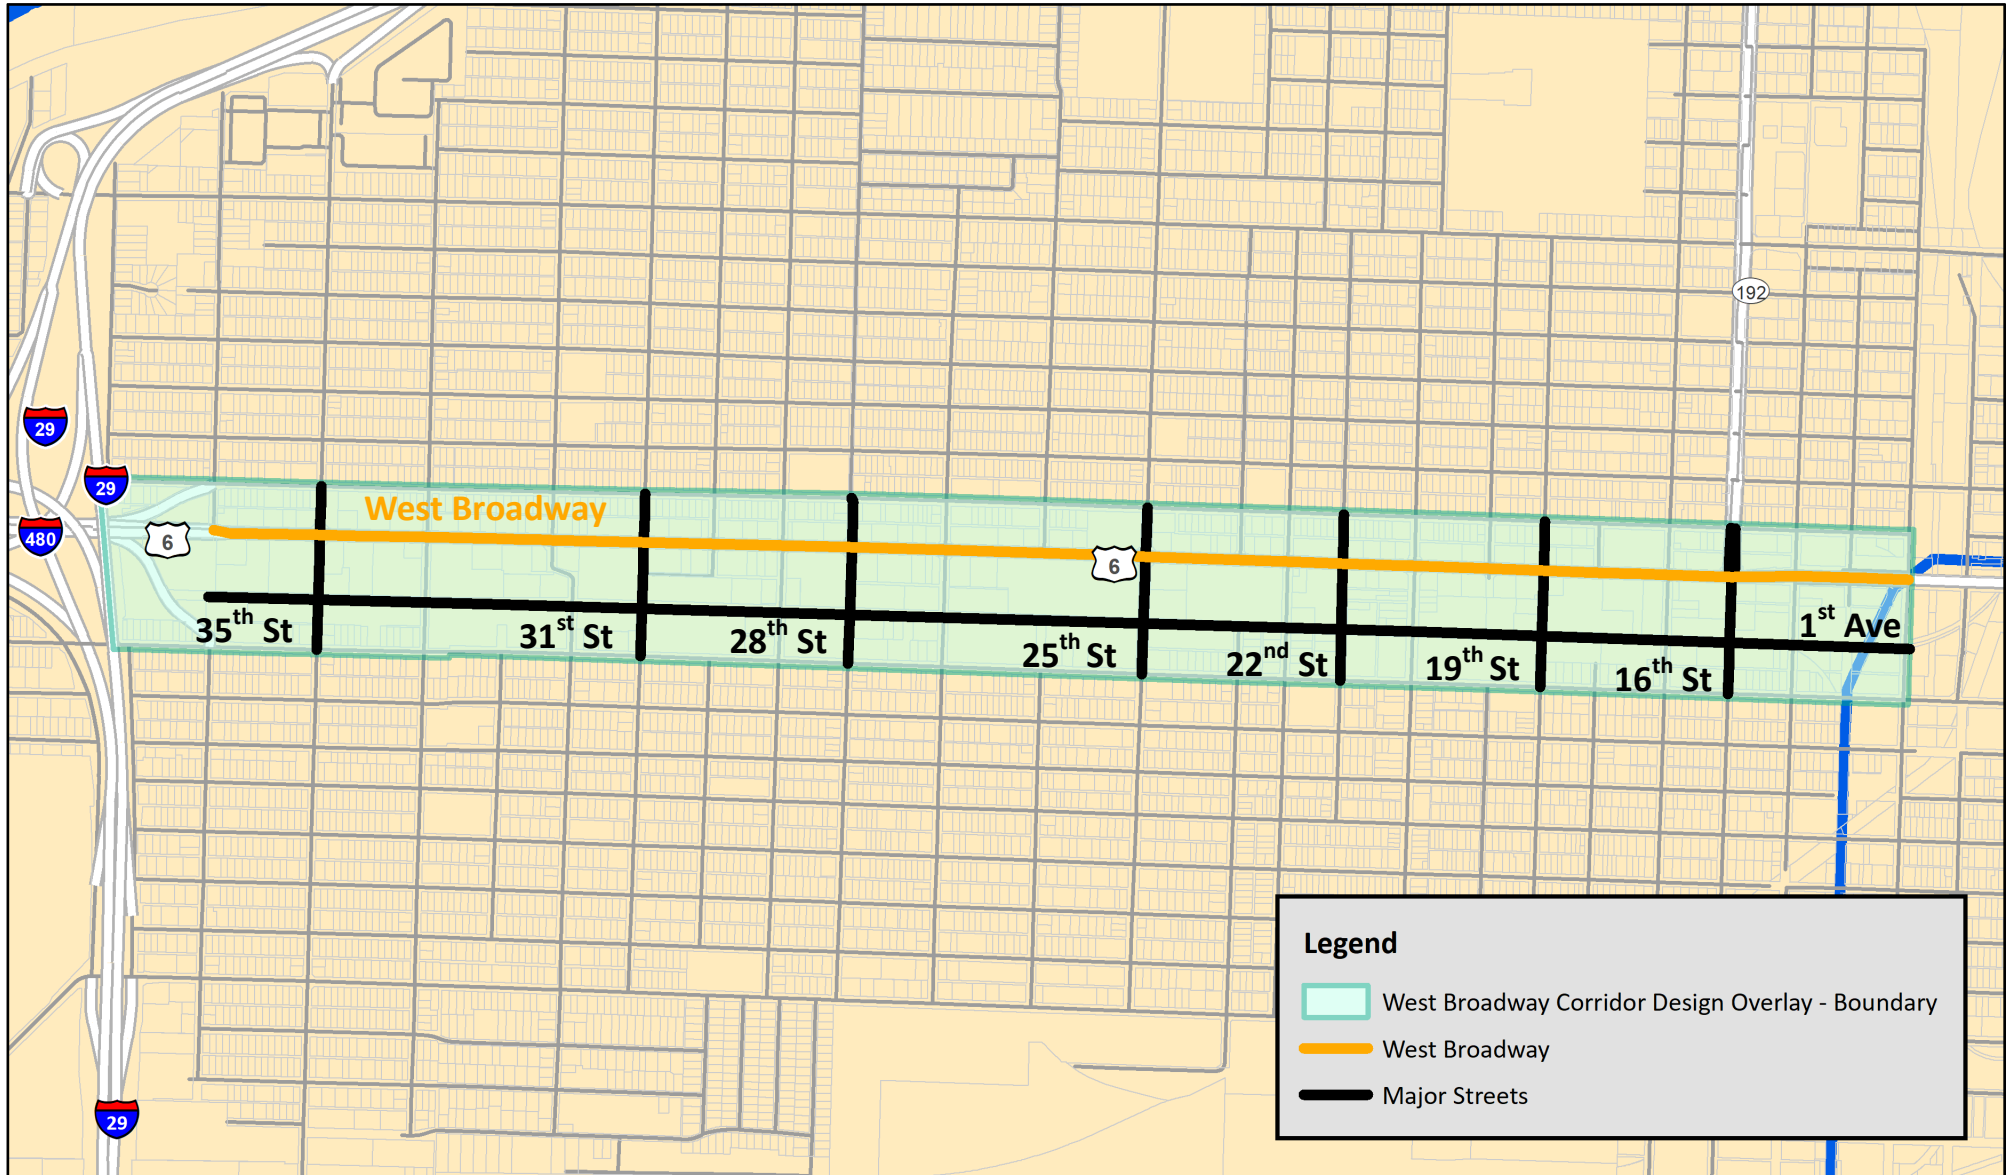 192
29
29
West Broadway
480
6
6
35th St
31st St
28th St
25th St
22nd St
19th St
16th St
1st Ave
Legend
West Broadway Corridor Design Overlay - Boundary
West Broadway
Major Streets
29